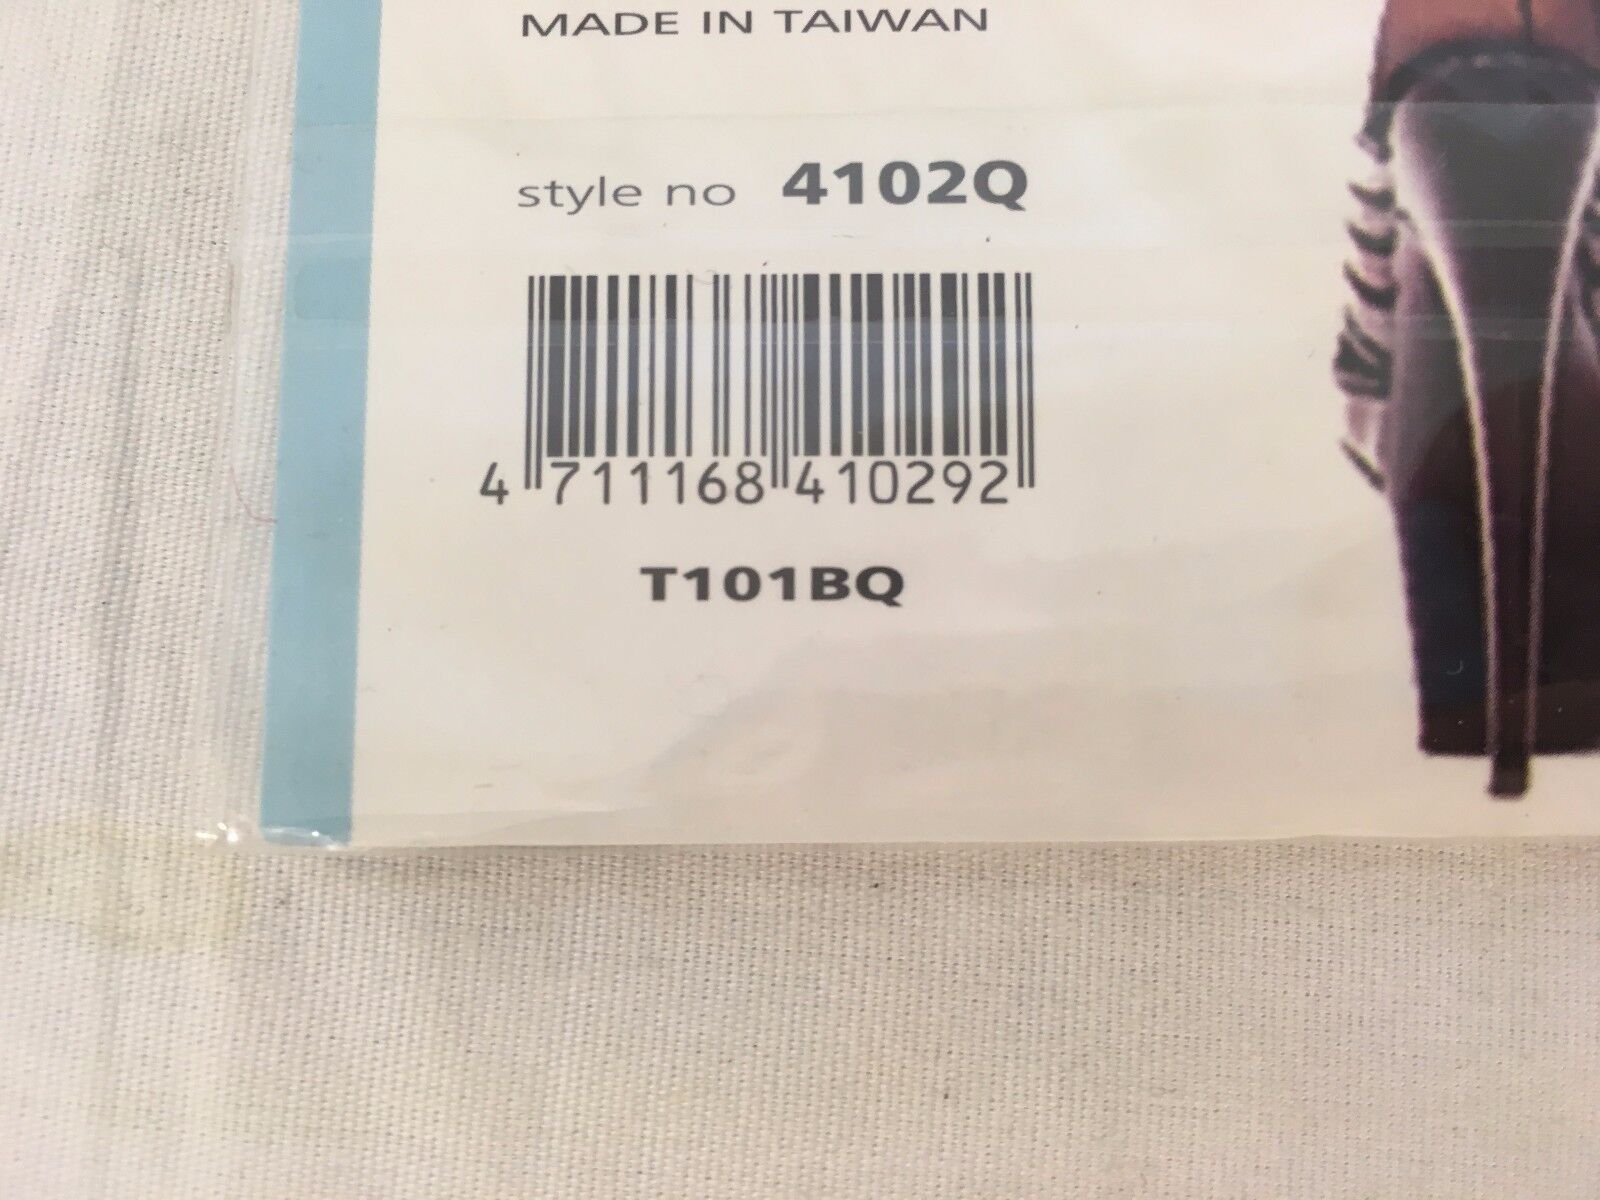 MADE IN TAIWAN
style no 4102Q
4 711168 410292
T101BQ